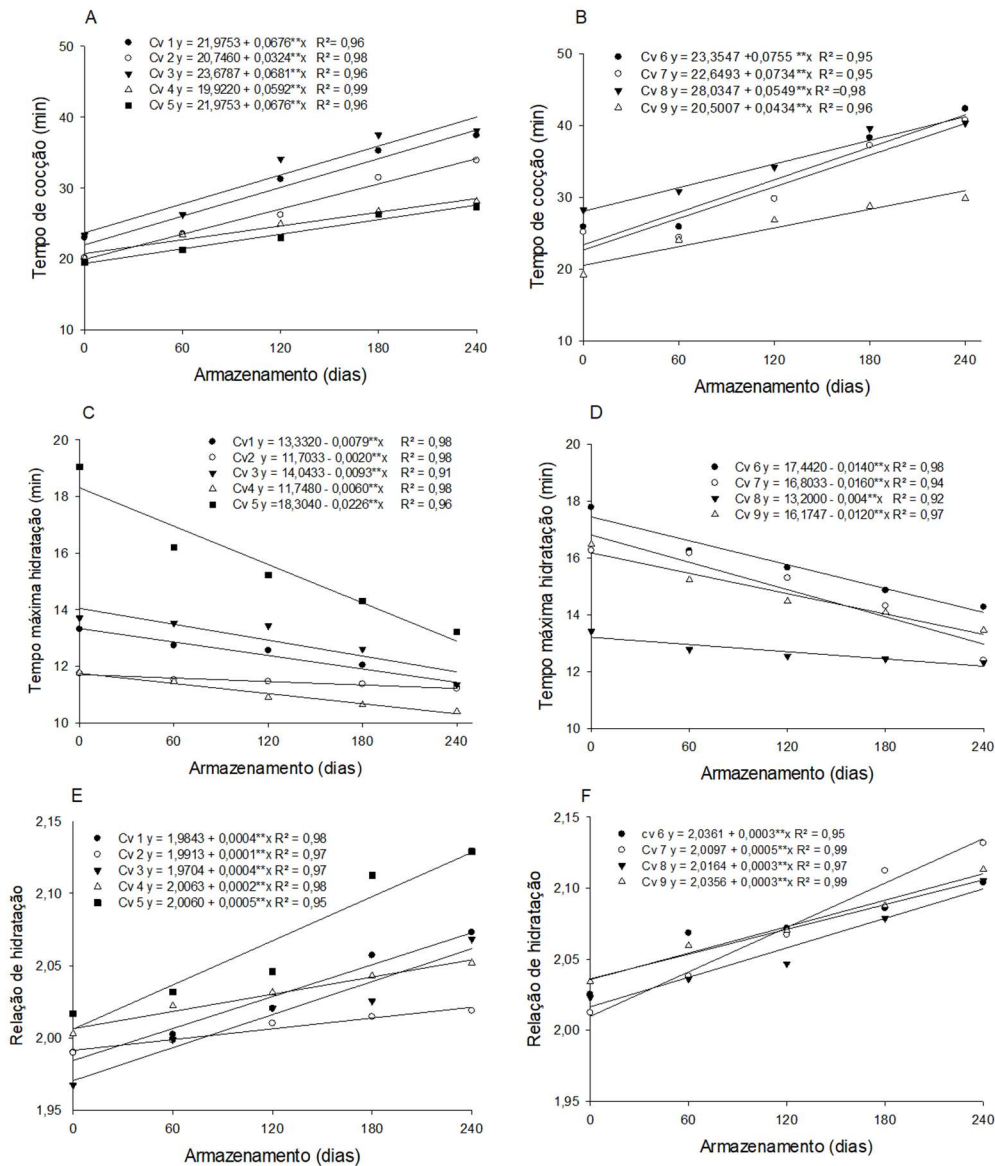 A
Cv 1 y = 21,9753 + 0,0676**x R²= 0,96
Cv 2 y = 20,7460 + 0,0324**x R²= 0,98
Cv 3 y = 23,6787 + 0,0681**x R²= 0,96
Cv 4 y = 19,9220 + 0,0592**x R²= 0,99
Cv 5 y = 21,9753 + 0,0676**x R²= 0,96
Tempo de cocção (min)
50
40
30
20
10
0 60 120 180 240
Armazenamento (dias)
B
Cv 6 y = 23,3547 +0,0755 **x R² = 0,95
Cv 7 y = 22,6493 +0,0734 **x R² = 0,95
Cv 8 y = 28,0347 +0,0549 **x R² =0,98
Cv 9 y = 20,5007 +0,0434 **x R² = 0,96
Tempo de cocção (min)
50
40
30
20
10
0 60 120 180 240
Armazenamento (dias)
C
Cv1 y = 13,3320 - 0,0079**x R² = 0,98
Cv2 y = 11,7033 - 0,0020**x R² = 0,98
Cv 3 y = 14,0433 - 0,0093**x R² = 0,91
Cv4 y = 11,7480 - 0,0060**x R² = 0,98
Cv 5 y =18,3040 - 0,0226**x R² = 0,96
Tempo máxima hidratação (min)
20
18
16
14
12
10
0 60 120 180 240
Armazenamento (dias)
D
Cv 6 y = 17,4420 - 0,0140**x R² = 0,98
Cv 7 y = 16,8033 - 0,0160**x R² = 0,94
Cv 8 y = 13,2000 - 0,004**x R² = 0,92
Cv 9 y = 16,1747 - 0,0120**x R² = 0,97
Tempo máxima hidratação (min)
20
18
16
14
12
10
0 60 120 180 240
Armazenamento (dias)
E
Cv 1 y = 1,9843 + 0,0004**x R² = 0,98
Cv 2 y = 1,9913 + 0,0001**x R² = 0,97
Cv 3 y = 1,9704 + 0,0004**x R² = 0,97
Cv 4 y = 2,0063 + 0,0002**x R² = 0,98
Cv 5 y = 2,0060 + 0,0005**x R² = 0,95
Relação de hidratação
2,15
2,10
2,05
2,00
1,95
0 60 120 180 240
Armazenamento (dias)
F
cv 6 y = 2,0361 + 0,0003**x R² = 0,95
Cv 7 y = 2,0097 + 0,0005**x R² = 0,99
Cv 8 y = 2,0164 + 0,0003**x R² = 0,97
Cv 9 y = 2,0356 + 0,0003**x R² = 0,99
Relação de hidratação
2,15
2,10
2,05
2,00
1,95
0 60 120 180 240
Armazenamento (dias)